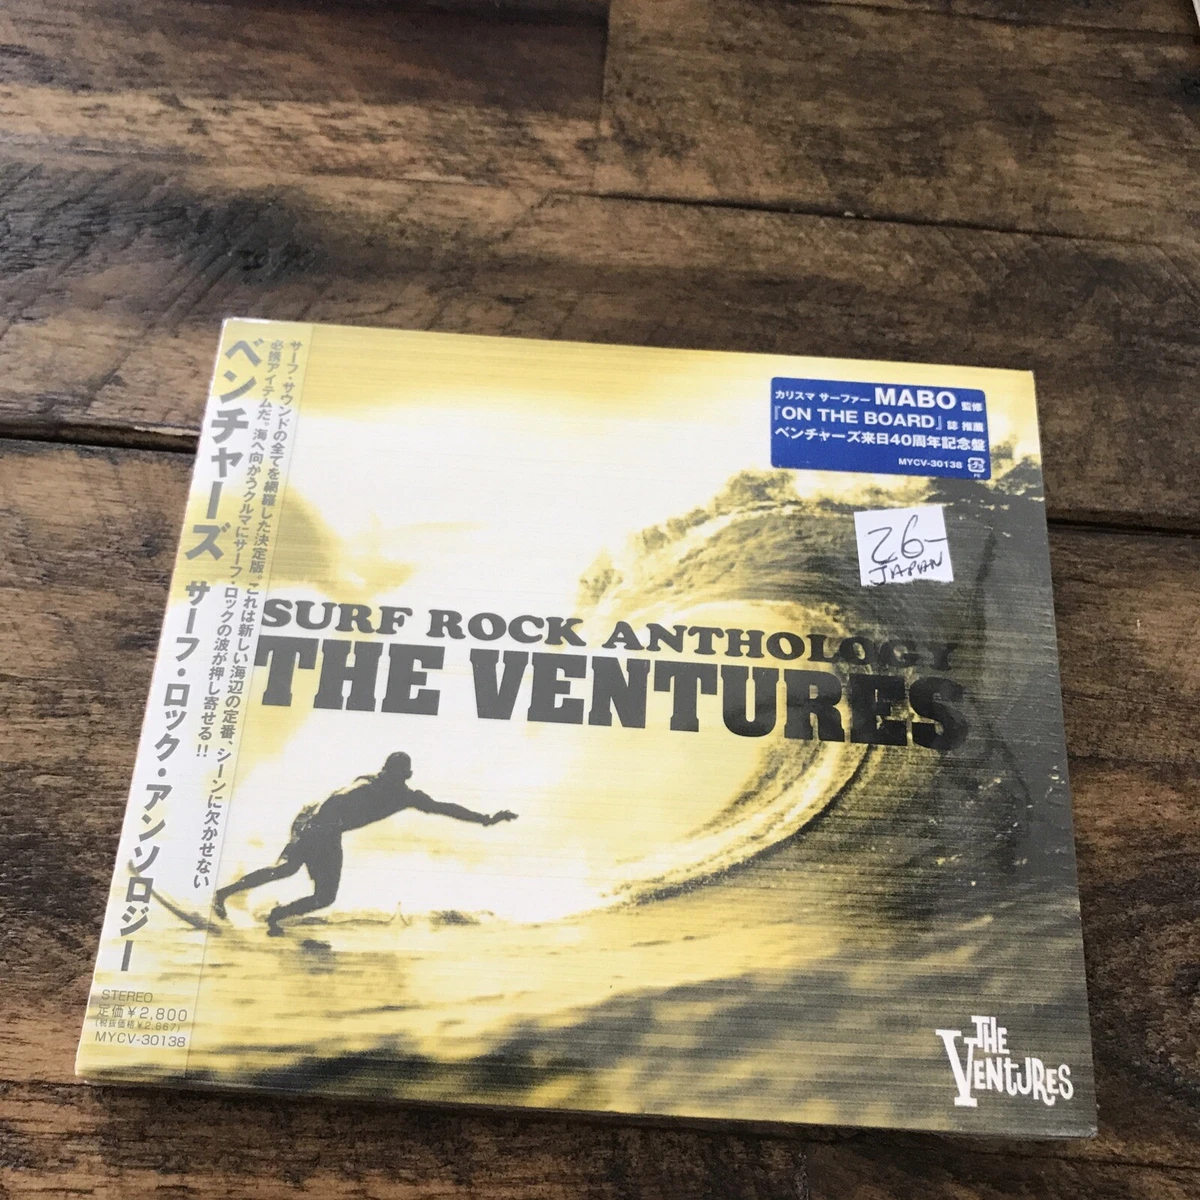 ベンチャーズ サーフ・ロック・アンソロジー
サーフ・サウンドの全てを網羅した決定版。これは新しい海辺の定番、シーンに欠かせない
必携アイテムだ。海へ向かうクルマにサーフ・ロックの波が押し寄せる!!
STEREO
定価¥2,800
(税抜価格¥2,667)
MYCV-30138
カリスマ サーファー MABO 監修
『ON THE BOARD』誌 推薦
ベンチャーズ来日40周年記念盤
MYCV-30138
26-
JAPAN
SURF ROCK ANTHOLOGY
THE VENTURES
THE
VENTURES